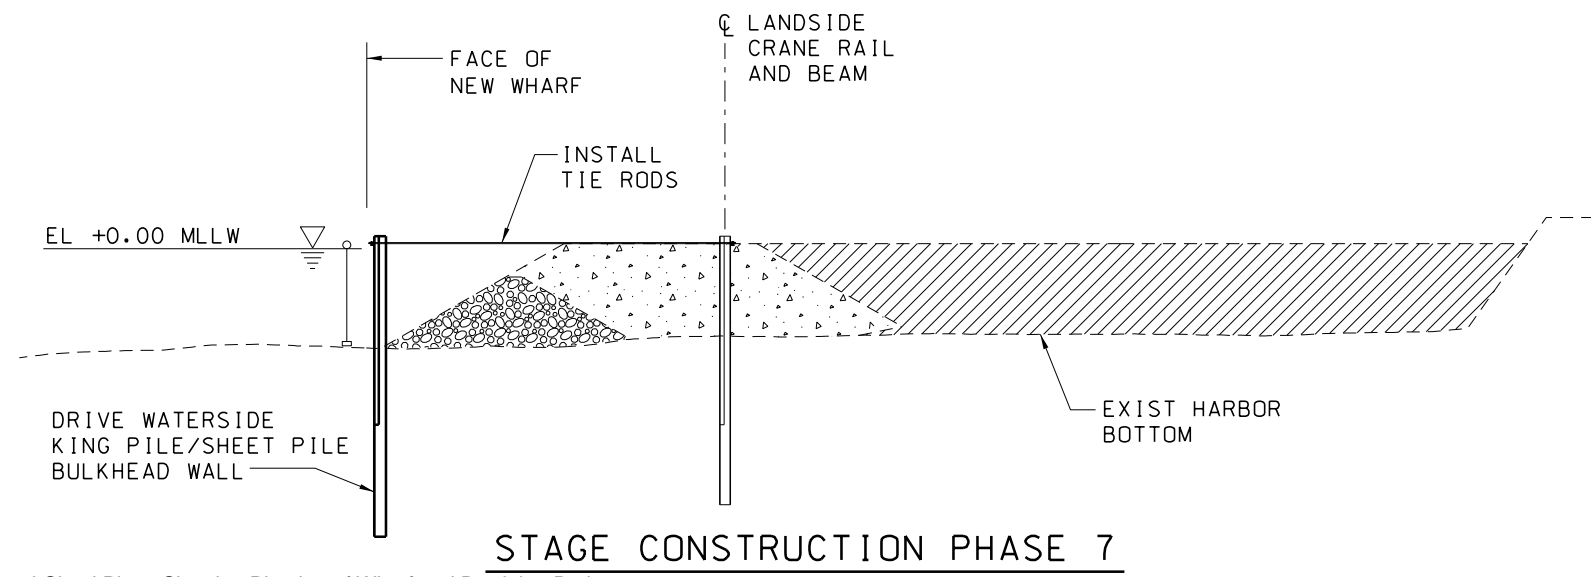 ℄ LANDSIDE
CRANE RAIL
AND BEAM
FACE OF
NEW WHARF
INSTALL
TIE RODS
EL +0.00 MLLW
DRIVE WATERSIDE
KING PILE/SHEET PILE
BULKHEAD WALL
EXIST HARBOR
BOTTOM
STAGE CONSTRUCTION PHASE 7